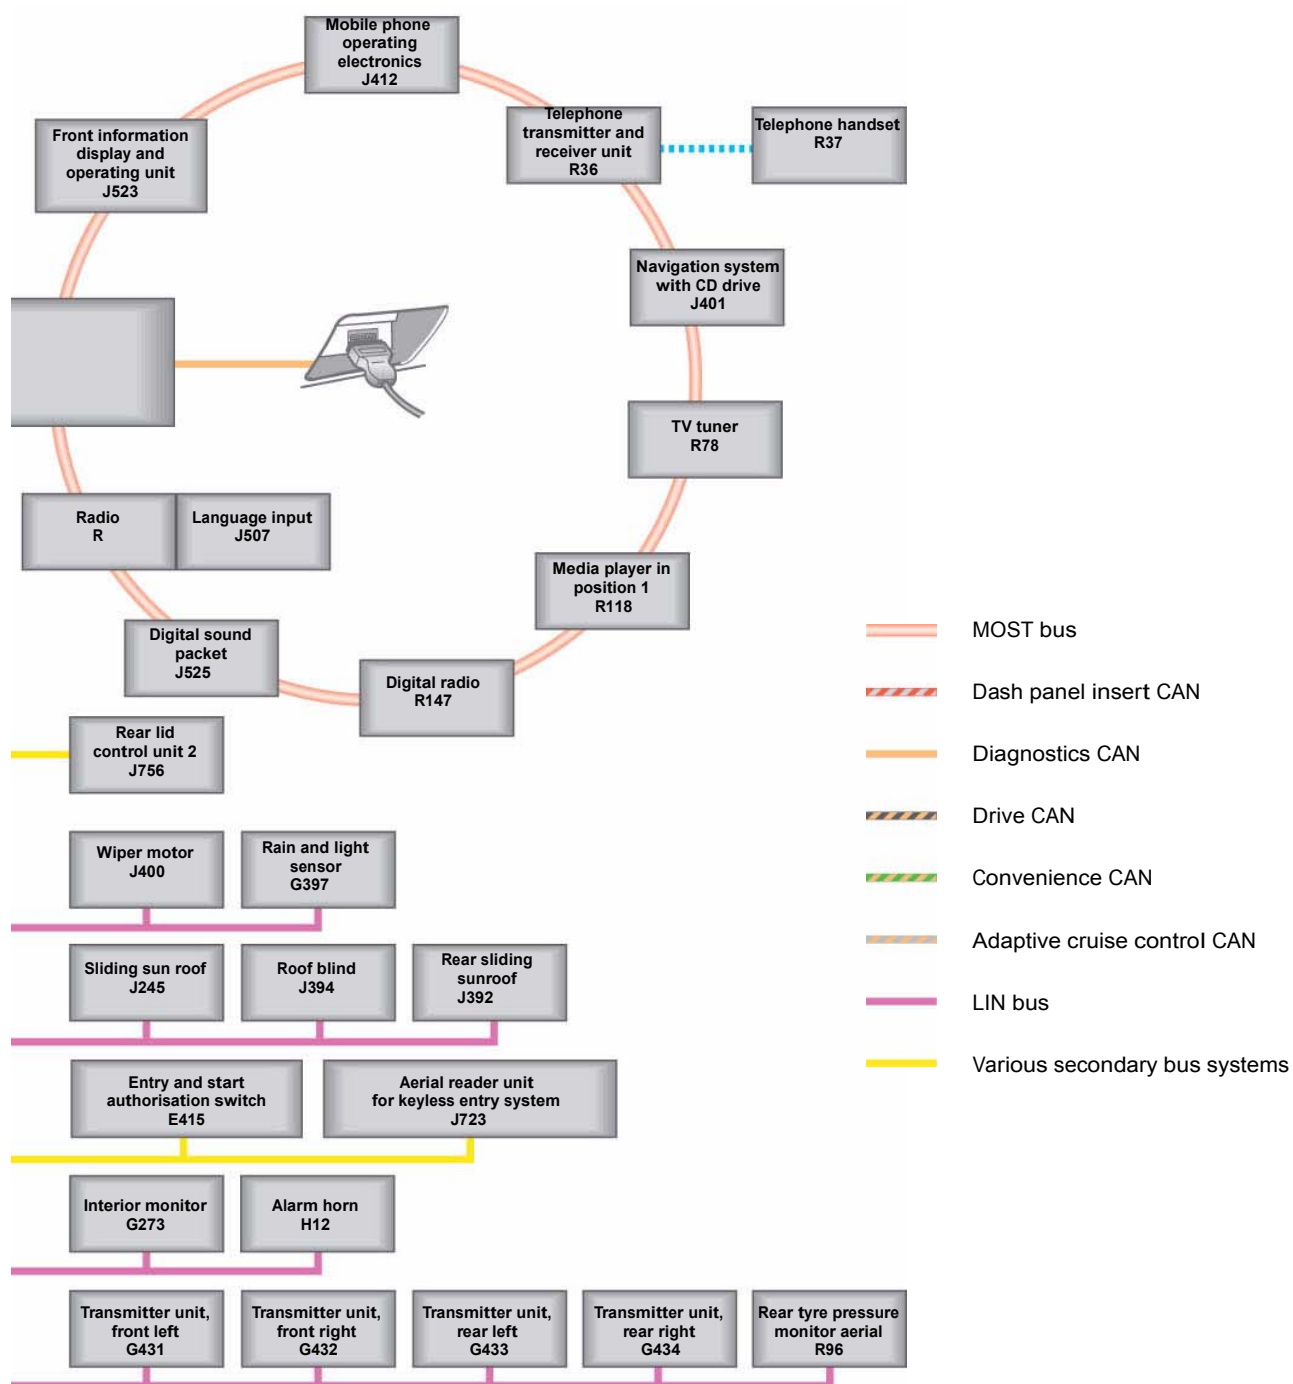 Mobile phone
operating
electronics
J412
Telephone
transmitter and
receiver unit
R36
Telephone handset
R37
Front information
display and
operating unit
J523
Navigation system
with CD drive
J401
TV tuner
R78
Radio
R
Language input
J507
Media player in
position 1
R118
Digital sound
packet
J525
Digital radio
R147
Rear lid
control unit 2
J756
Wiper motor
J400
Rain and light
sensor
G397
Sliding sun roof
J245
Roof blind
J394
Rear sliding
sunroof
J392
Entry and start
authorisation switch
E415
Aerial reader unit
for keyless entry system
J723
Interior monitor
G273
Alarm horn
H12
Transmitter unit,
front left
G431
Transmitter unit,
front right
G432
Transmitter unit,
rear left
G433
Transmitter unit,
rear right
G434
Rear tyre pressure
monitor aerial
R96
MOST bus
Dash panel insert CAN
Diagnostics CAN
Drive CAN
Convenience CAN
Adaptive cruise control CAN
LIN bus
Various secondary bus systems